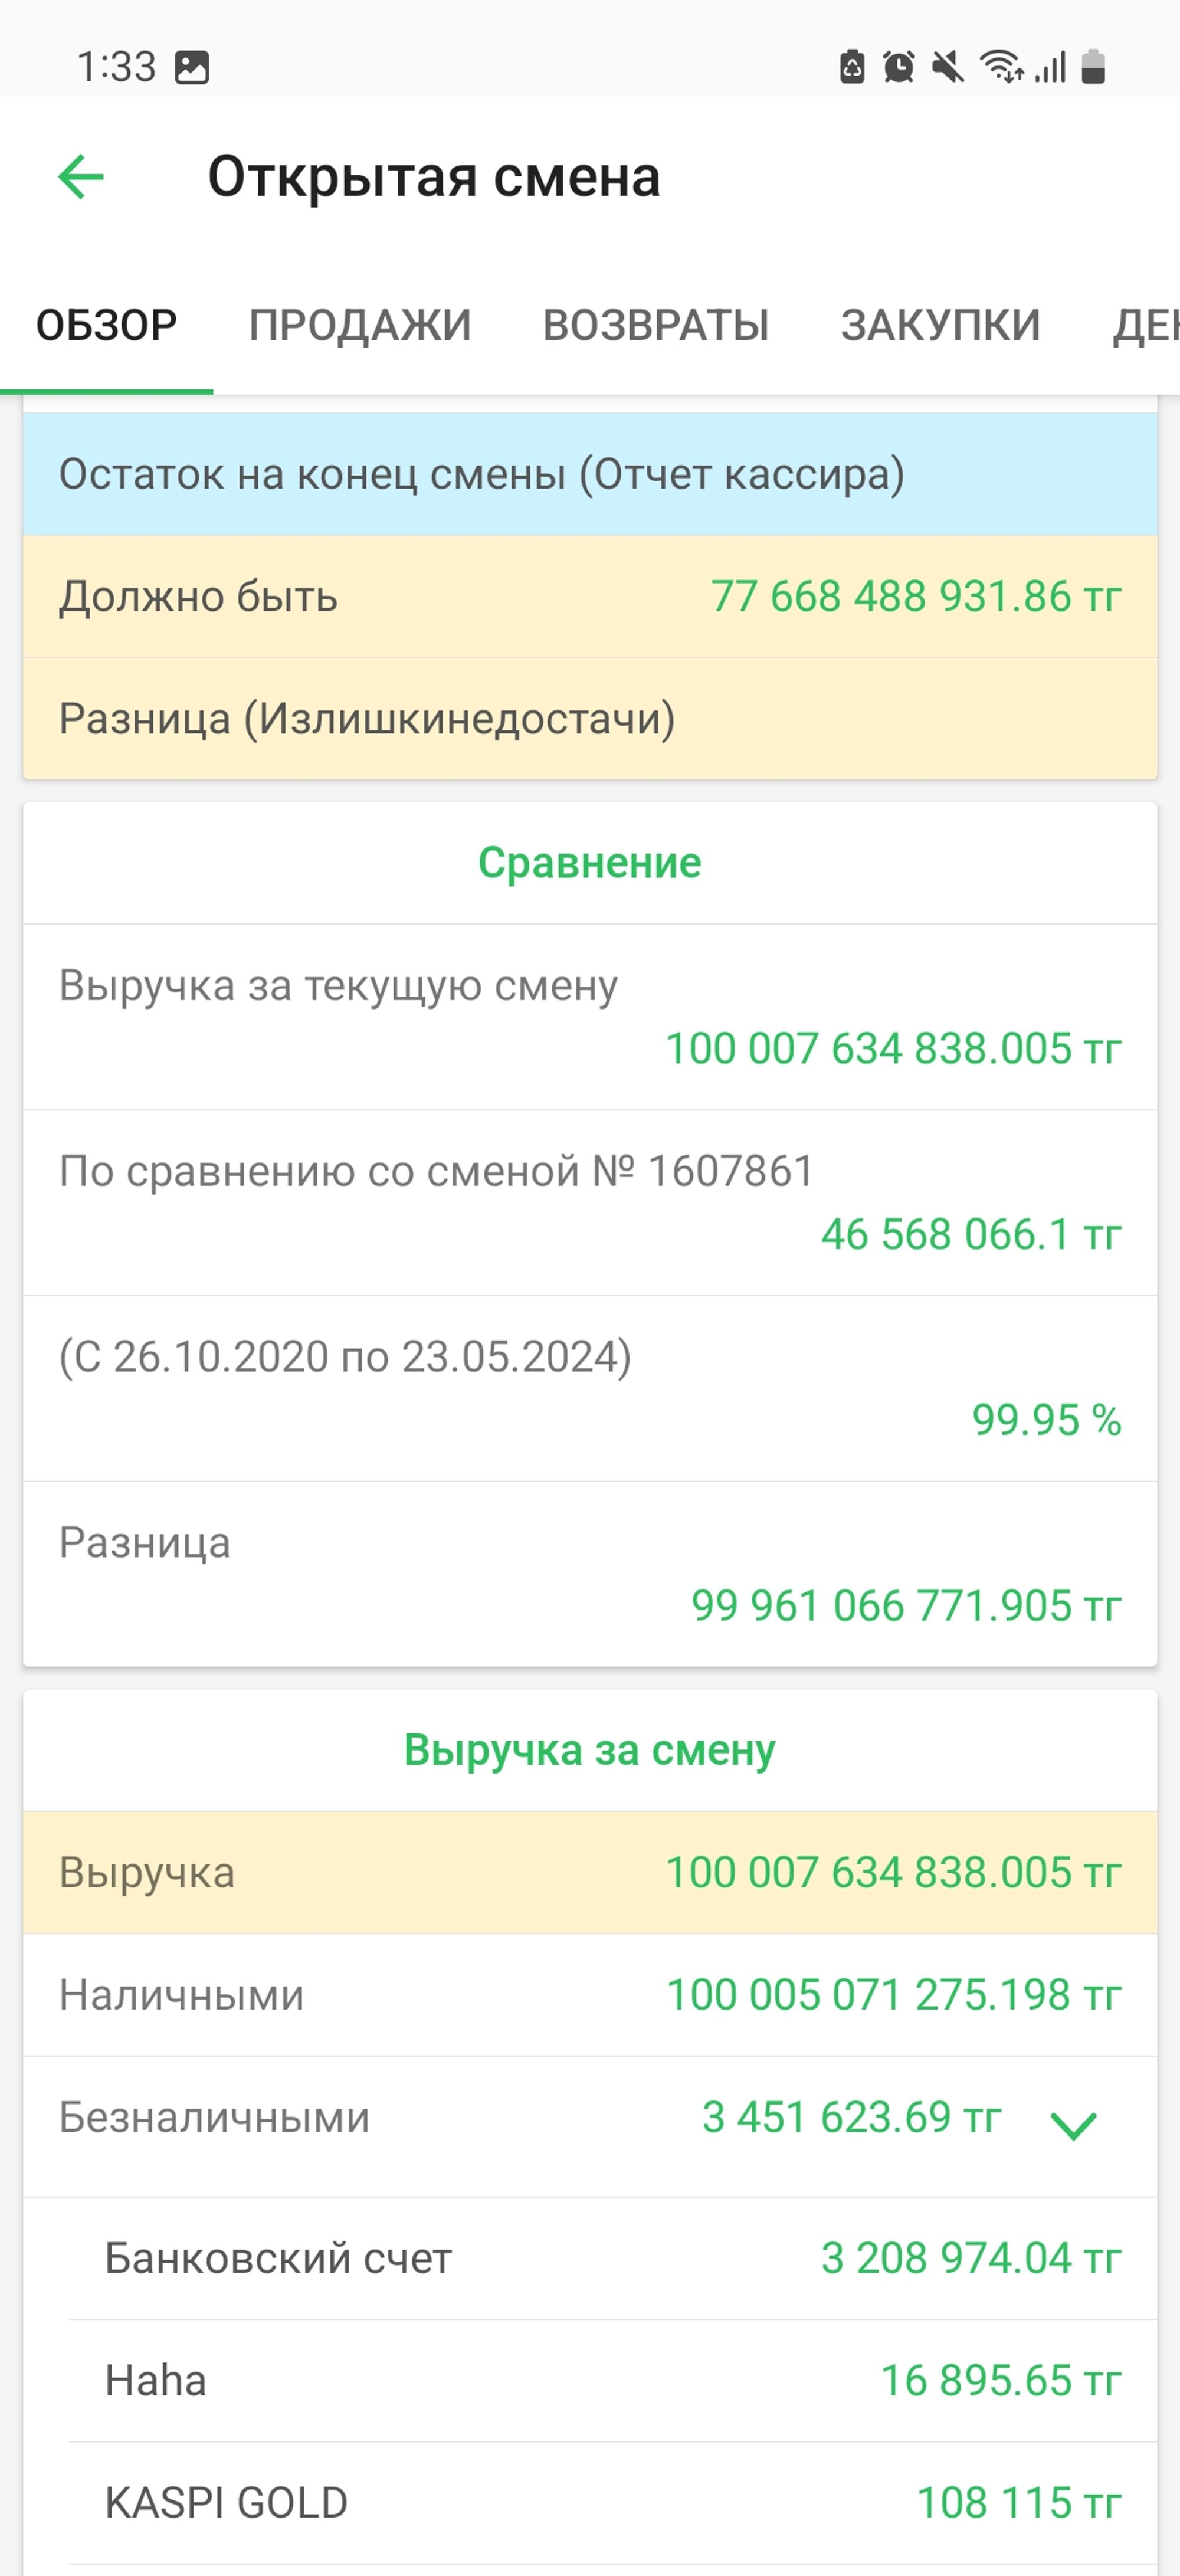 1:33
Открытая смена
ОБЗОР ПРОДАЖИ ВОЗВРАТЫ ЗАКУПКИ
Остаток на конец смены (Отчет кассира)
Должно быть 77 668 488 931.86 тг
Разница (Излишкинедостачи)
Сравнение
Выручка за текущую смену
100 007 634 838.005 тг
По сравнению со сменой № 1607861
46 568 066.1 тг
(С 26.10.2020 по 23.05.2024)
99.95 %
Разница
99 961 066 771.905 тг
Выручка за смену
Выручка 100 007 634 838.005 тг
Наличными 100 005 071 275.198 тг
Безналичными 3 451 623.69 тг
Банковский счет 3 208 974.04 тг
Haha 16 895.65 тг
KASPI GOLD 108 115 тг